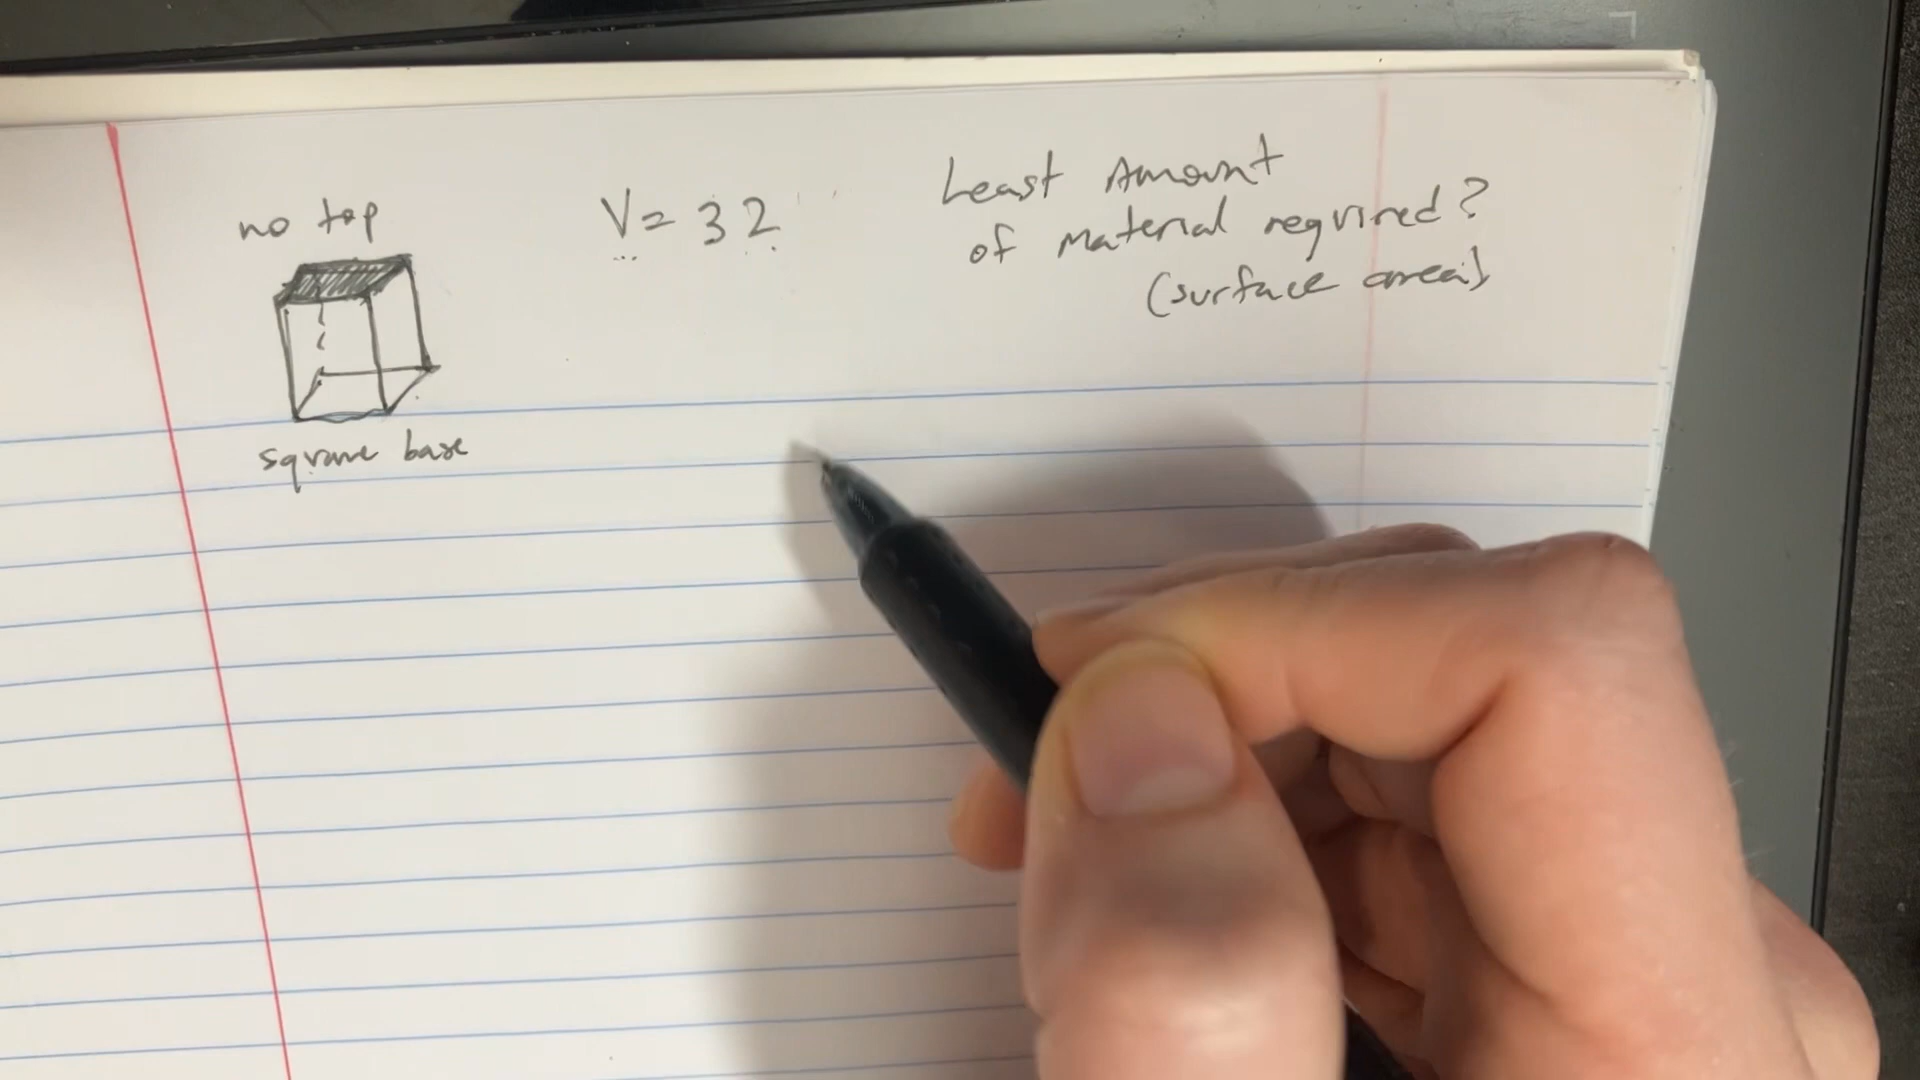 no top
V = 32
Least Amount
of material required?
(surface area)
square base